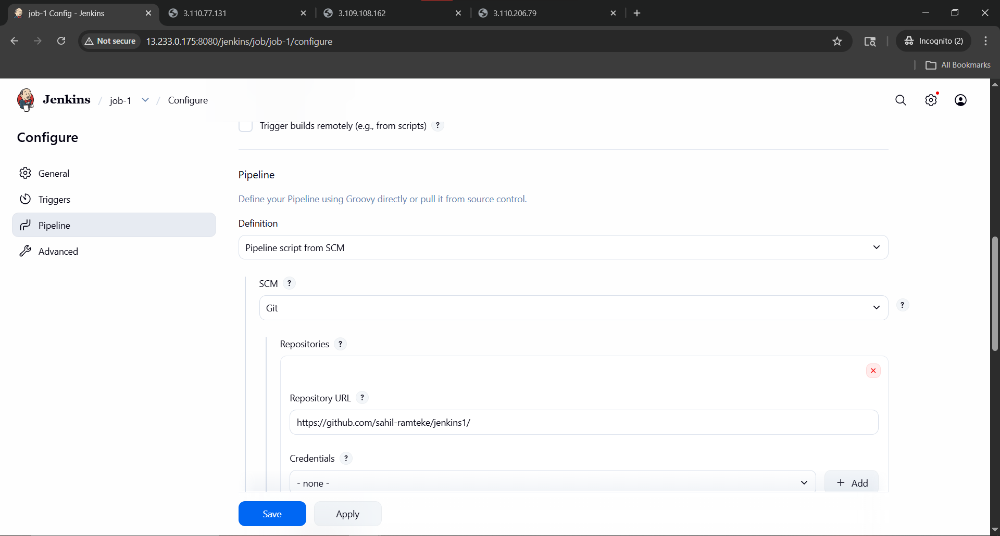 job-1 Config - Jenkins
3.110.77.131
3.109.108.162
3.110.206.79
Not secure
13.233.0.175:8080/jenkins/job/job-1/configure
Incognito (2)
All Bookmarks
Jenkins / job-1 / Configure
Configure
General
Triggers
Pipeline
Advanced
Trigger builds remotely (e.g., from scripts) ?
Pipeline
Define your Pipeline using Groovy directly or pull it from source control.
Definition
Pipeline script from SCM
SCM ?
Git
?
Repositories ?
Repository URL ?
https://github.com/sahil-ramteke/jenkins1/
Credentials ?
- none -
+ Add
Save
Apply